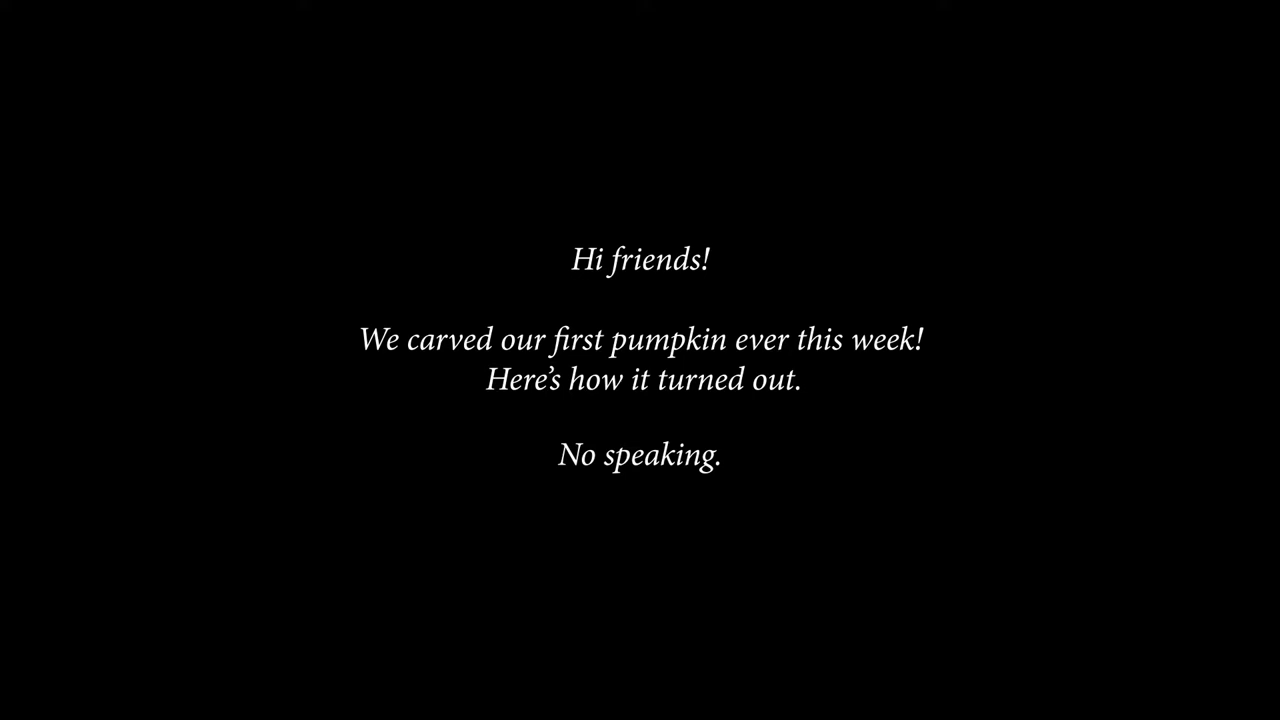 Hi friends!
We carved our first pumpkin ever this week!
Here’s how it turned out.
No speaking.